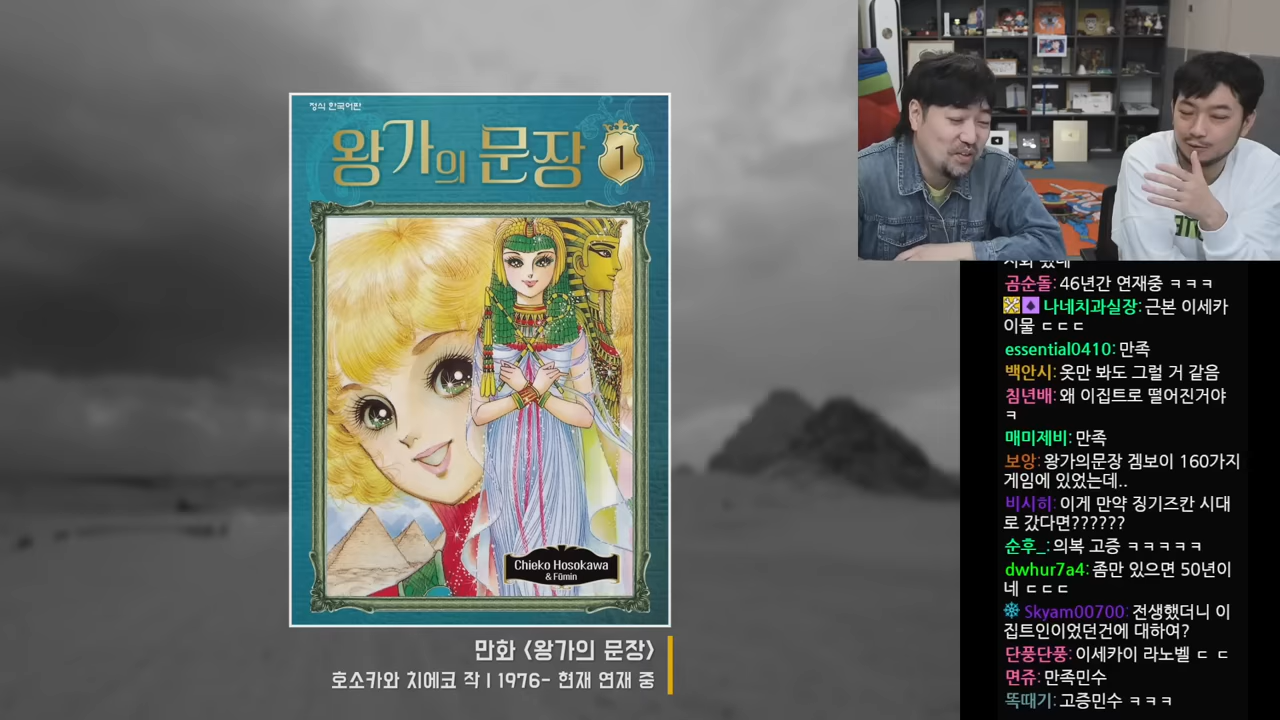 정식 한국어판
왕가의 문장
1
Chieko Hosokawa
& Fūmin
만화 <왕가의 문장>
호소카와 치에코 작 | 1976- 현재 연재 중
곰순돌: 46년간 연재중 ㅋㅋㅋ
나네치과실장: 근본 이세카
이물 ㄷㄷㄷ
essential0410: 만족
백안시: 옷만 봐도 그럴 거 같음
침년배: 왜 이집트로 떨어진거야
ㅋ
매미제비: 만족
보앙: 왕가의문장 겜보이 160가지
게임에 있었는데..
비시히: 이게 만약 징기즈칸 시대
로 갔다면??????
순후_: 의복 고증 ㅋㅋㅋㅋㅋ
dwhur7a4: 좀만 있으면 50년이
네 ㄷㄷㄷ
Skyam00700: 전생했더니 이
집트인이었던건에 대하여?
단풍단풍: 이세카이 라노벨 ㄷ ㄷ
면쥬: 만족민수
똑때기: 고증민수 ㅋㅋㅋ